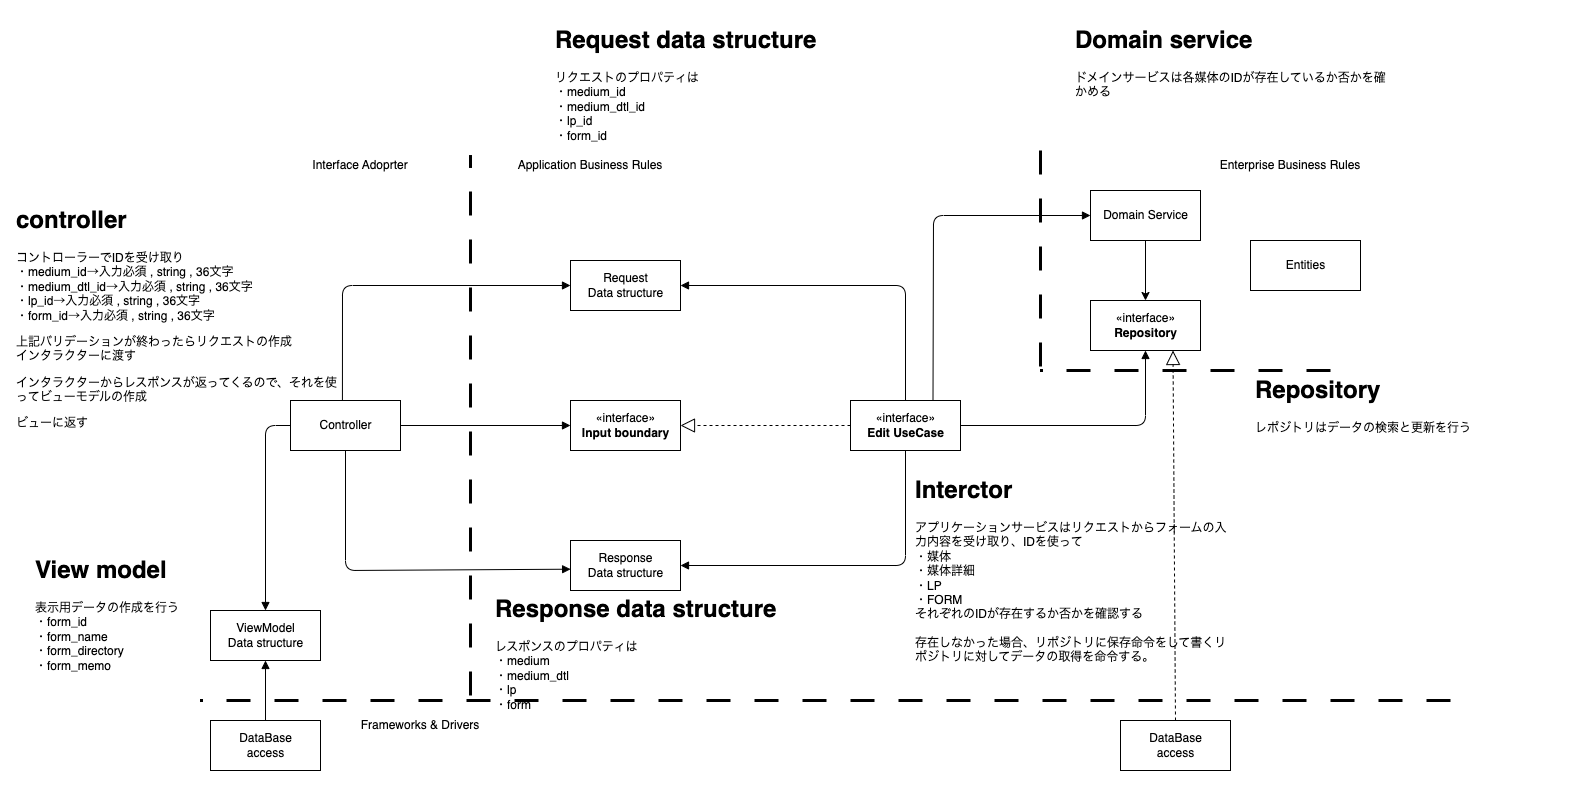 Request data structure
リクエストのプロパティは
・medium_id
・medium_dtl_id
・lp_id
・form_id
Domain service
ドメインサービスは各媒体のIDが存在しているか否かを確
かめる
Interface Adoprter
Application Business Rules
Enterprise Business Rules
controller
コントローラーでIDを受け取り
・medium_id→入力必須 , string , 36文字
・medium_dtl_id→入力必須 , string , 36文字
・lp_id→入力必須 , string , 36文字
・form_id→入力必須 , string , 36文字
上記バリデーションが終わったらリクエストの作成
インタラクターに渡す
インタラクターからレスポンスが返ってくるので、それを使
ってビューモデルの作成
ビューに返す
Request
Data structure
Domain Service
Entities
«interface»
Repository
Repository
レポジトリはデータの検索と更新を行う
Controller
«interface»
Input boundary
«interface»
Edit UseCase
Interctor
アプリケーションサービスはリクエストからフォームの入
力内容を受け取り、IDを使って
・媒体
・媒体詳細
・LP
・FORM
それぞれのIDが存在するか否かを確認する
存在しなかった場合、リポジトリに保存命令をして書くリ
ポジトリに対してデータの取得を命令する。
Response
Data structure
Response data structure
レスポンスのプロパティは
・medium
・medium_dtl
・lp
・form
View model
表示用データの作成を行う
・form_id
・form_name
・form_directory
・form_memo
ViewModel
Data structure
Frameworks & Drivers
DataBase
access
DataBase
access